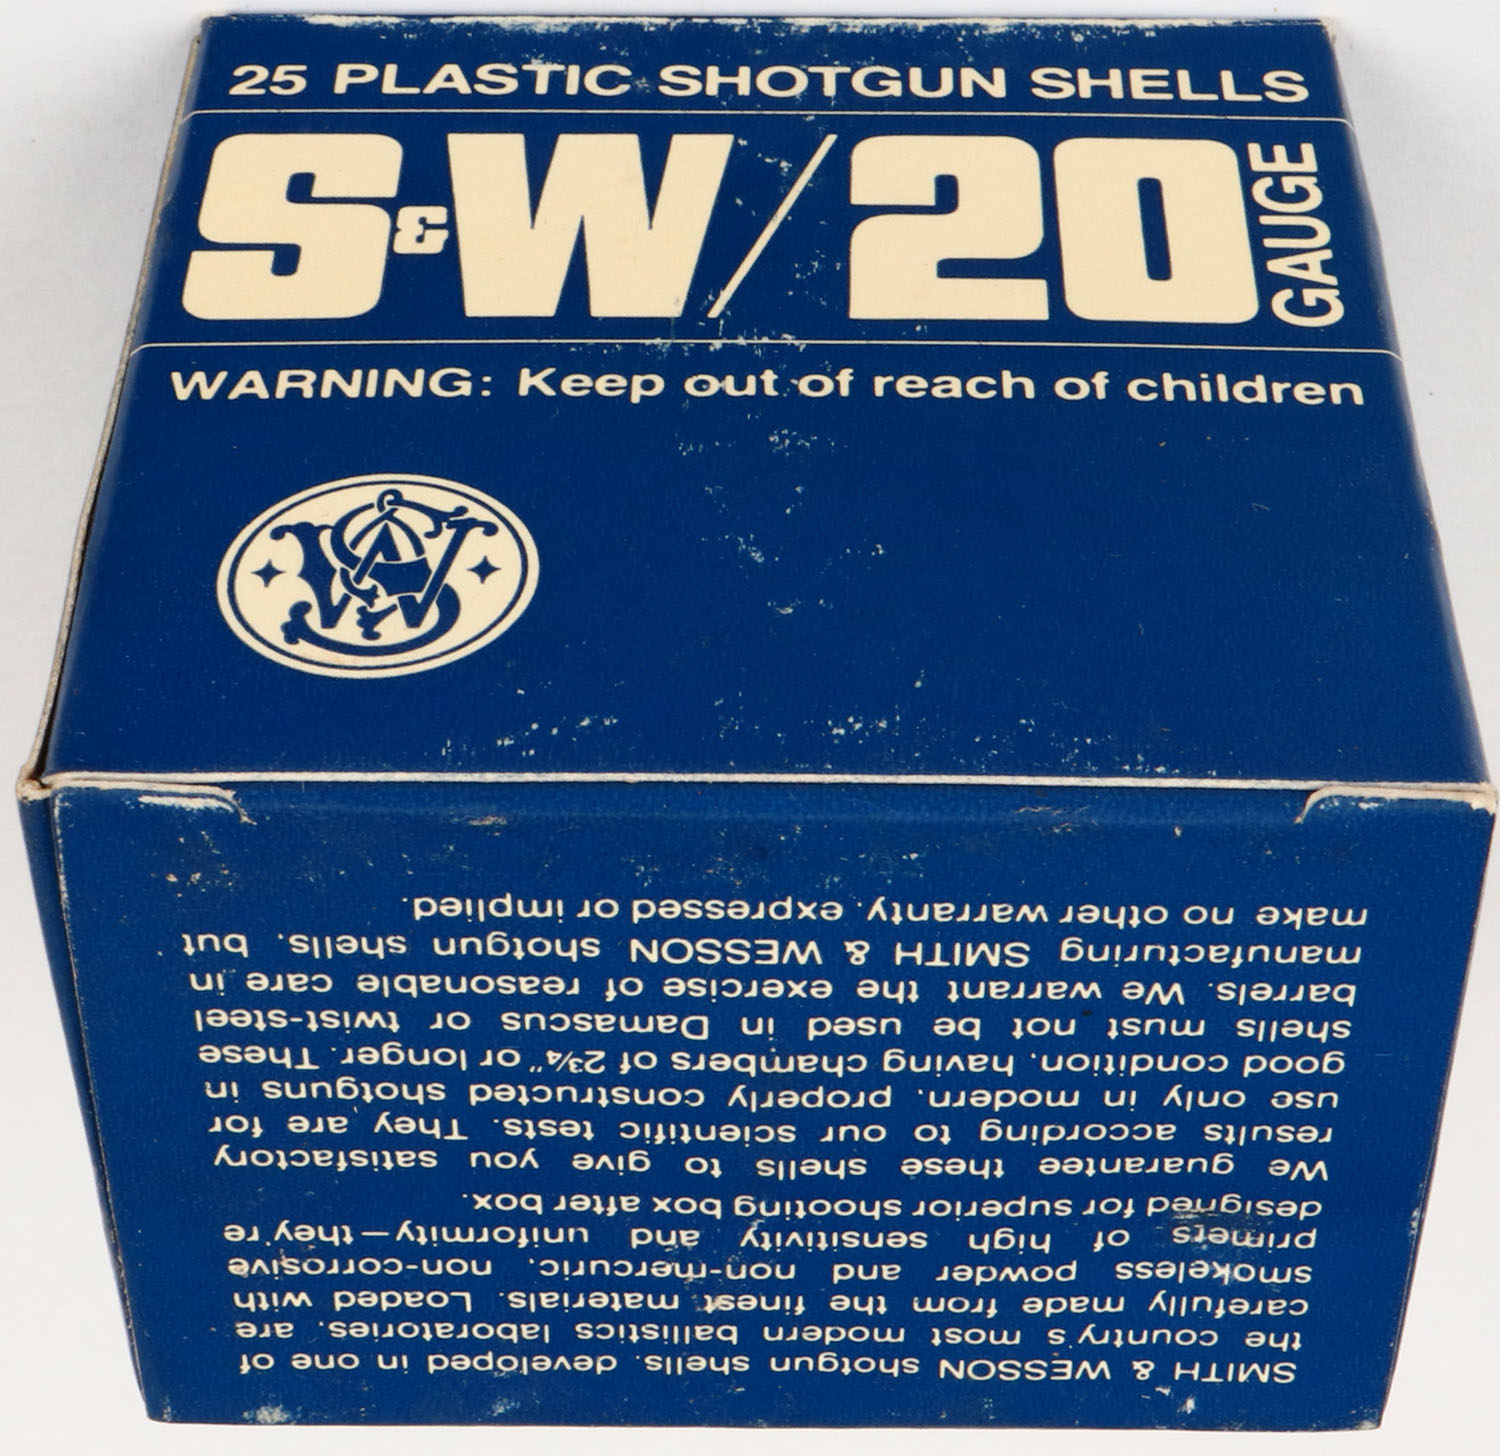 25 PLASTIC SHOTGUN SHELLS
S&W/20 GAUGE
WARNING: Keep out of reach of children
SMITH & WESSON shotgun shells, developed in one of
the country's most modern ballistics laboratories, are
carefully made from the finest materials. Loaded with
smokeless powder and non-mercuric, non-corrosive
primers of high sensitivity and uniformity—they're
designed for superior shooting box after box.
We guarantee these shells to give you satisfactory
results according to our scientific tests. They are for
use only in modern, properly constructed shotguns in
good condition, having chambers of 2¾" or longer. These
shells must not be used in Damascus or twist-steel
barrels. We warrant the exercise of reasonable care in
manufacturing SMITH & WESSON shotgun shells, but
make no other warranty, expressed or implied.